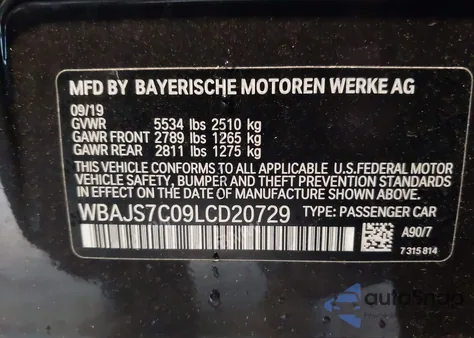 MFD BY BAYERISCHE MOTOREN WERKE AG
09/19
GVWR 5534 lbs 2510 kg
GAWR FRONT 2789 lbs 1265 kg
GAWR REAR 2811 lbs 1275 kg
THIS VEHICLE CONFORMS TO ALL APPLICABLE U.S.FEDERAL MOTOR
VEHICLE SAFETY, BUMPER AND THEFT PREVENTION STANDARDS
IN EFFECT ON THE DATE OF MANUFACTURE SHOWN ABOVE.
WBAJS7C09LCD20729 TYPE: PASSENGER CAR
A90/7
7 315 814
autoSnap